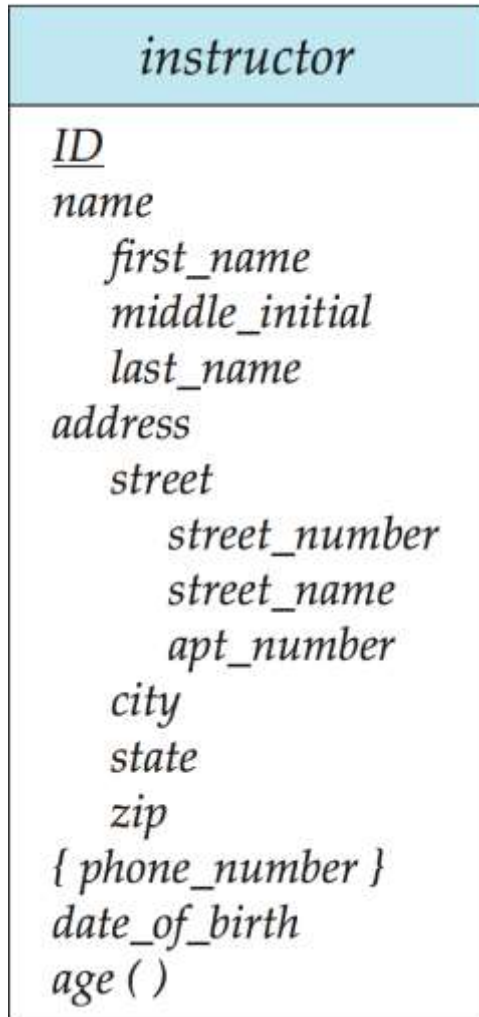 instructor
ID
name
first_name
middle_initial
last_name
address
street
street_number
street_name
apt_number
city
state
zip
{ phone_number }
date_of_birth
age ( )